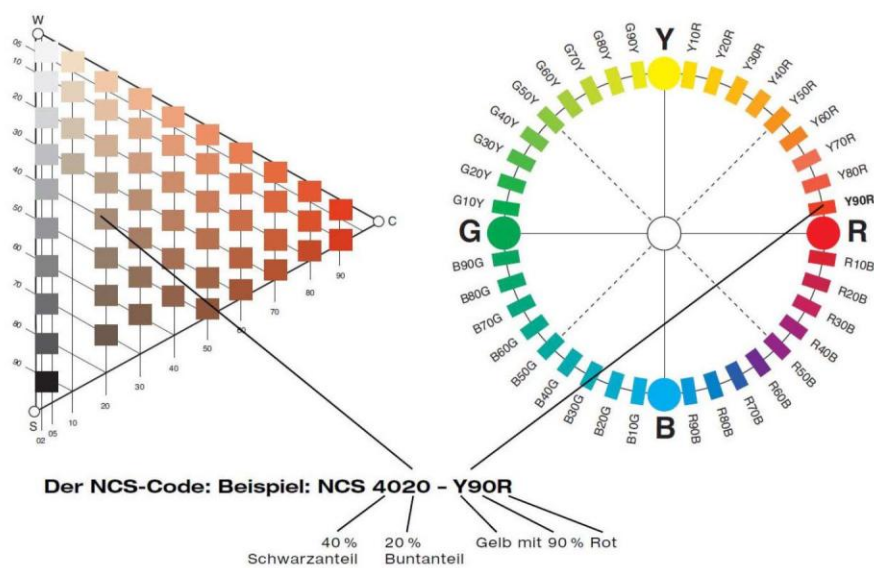 W
05
10
20
30
40
50
60
70
80
90
S
02
05
10
20
30
40
50
60
70
80
90
C
Y
Y10R
Y20R
Y30R
Y40R
Y50R
Y60R
Y70R
Y80R
Y90R
R
R10B
R20B
R30B
R40B
R50B
R60B
R70B
R80B
R90B
B
B10G
B20G
B30G
B40G
B50G
B60G
B70G
B80G
B90G
G
G10Y
G20Y
G30Y
G40Y
G50Y
G60Y
G70Y
G80Y
G90Y
Der NCS-Code: Beispiel: NCS 4020 – Y90R
40 % 20 % Gelb mit 90 % Rot
Schwarzanteil Buntanteil